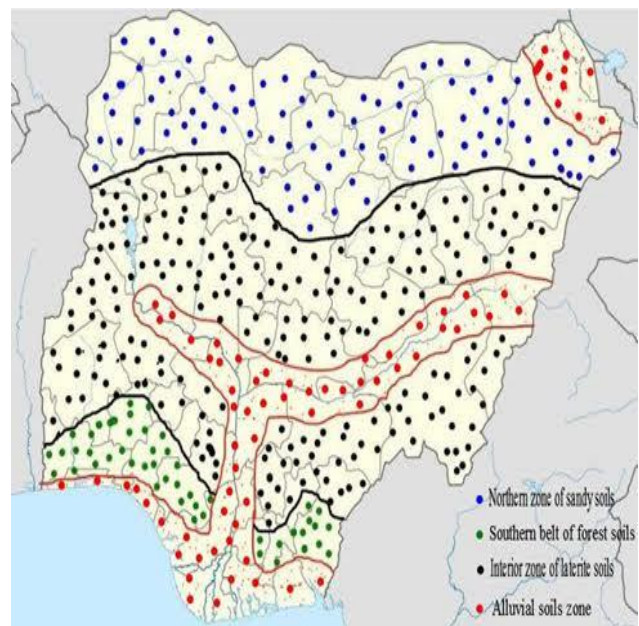 Northern zone of sandy soils
Southern belt of forest soils
Interior zone of laterite soils
Alluvial soils zone